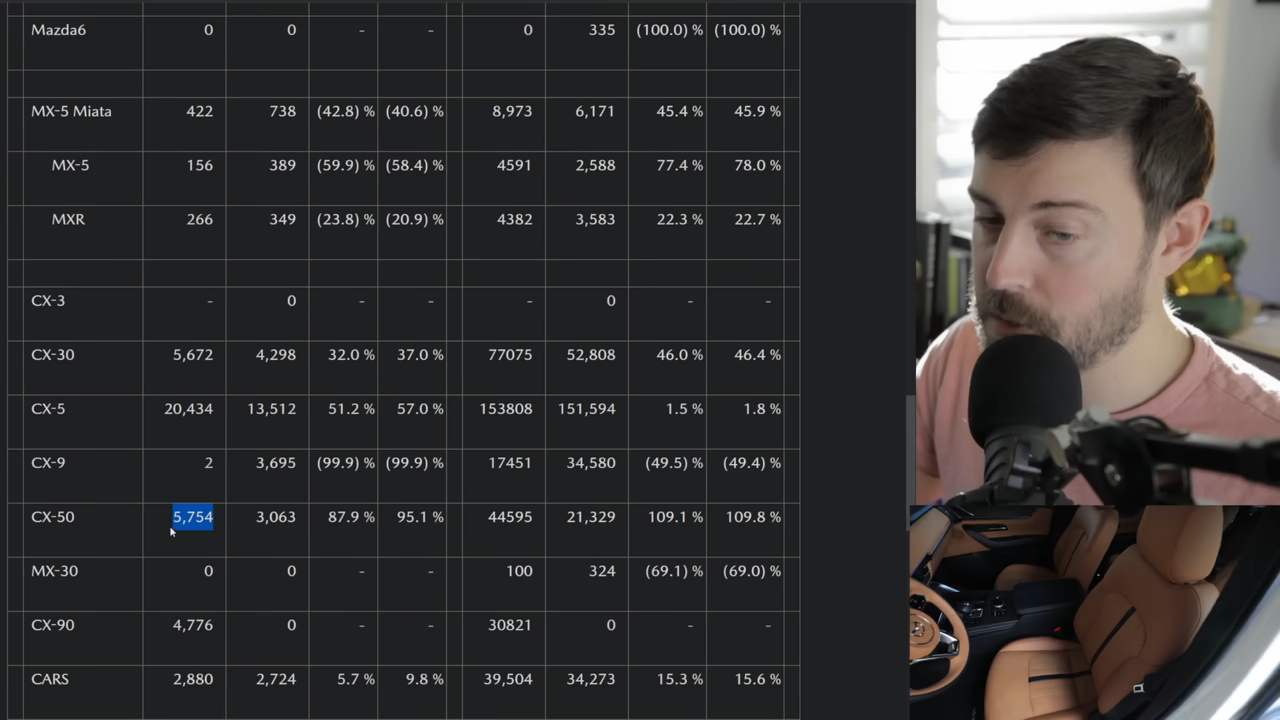 Mazda6 0 0 - - 0 335 (100.0) % (100.0) %
MX-5 Miata 422 738 (42.8) % (40.6) % 8,973 6,171 45.4 % 45.9 %
MX-5 156 389 (59.9) % (58.4) % 4591 2,588 77.4 % 78.0 %
MXR 266 349 (23.8) % (20.9) % 4382 3,583 22.3 % 22.7 %
CX-3 - 0 - - - 0 - -
CX-30 5,672 4,298 32.0 % 37.0 % 77075 52,808 46.0 % 46.4 %
CX-5 20,434 13,512 51.2 % 57.0 % 153808 151,594 1.5 % 1.8 %
CX-9 2 3,695 (99.9) % (99.9) % 17451 34,580 (49.5) % (49.4) %
CX-50 5,754 3,063 87.9 % 95.1 % 44595 21,329 109.1 % 109.8 %
MX-30 0 0 - - 100 324 (69.1) % (69.0) %
CX-90 4,776 0 - - 30821 0 - -
CARS 2,880 2,724 5.7 % 9.8 % 39,504 34,273 15.3 % 15.6 %